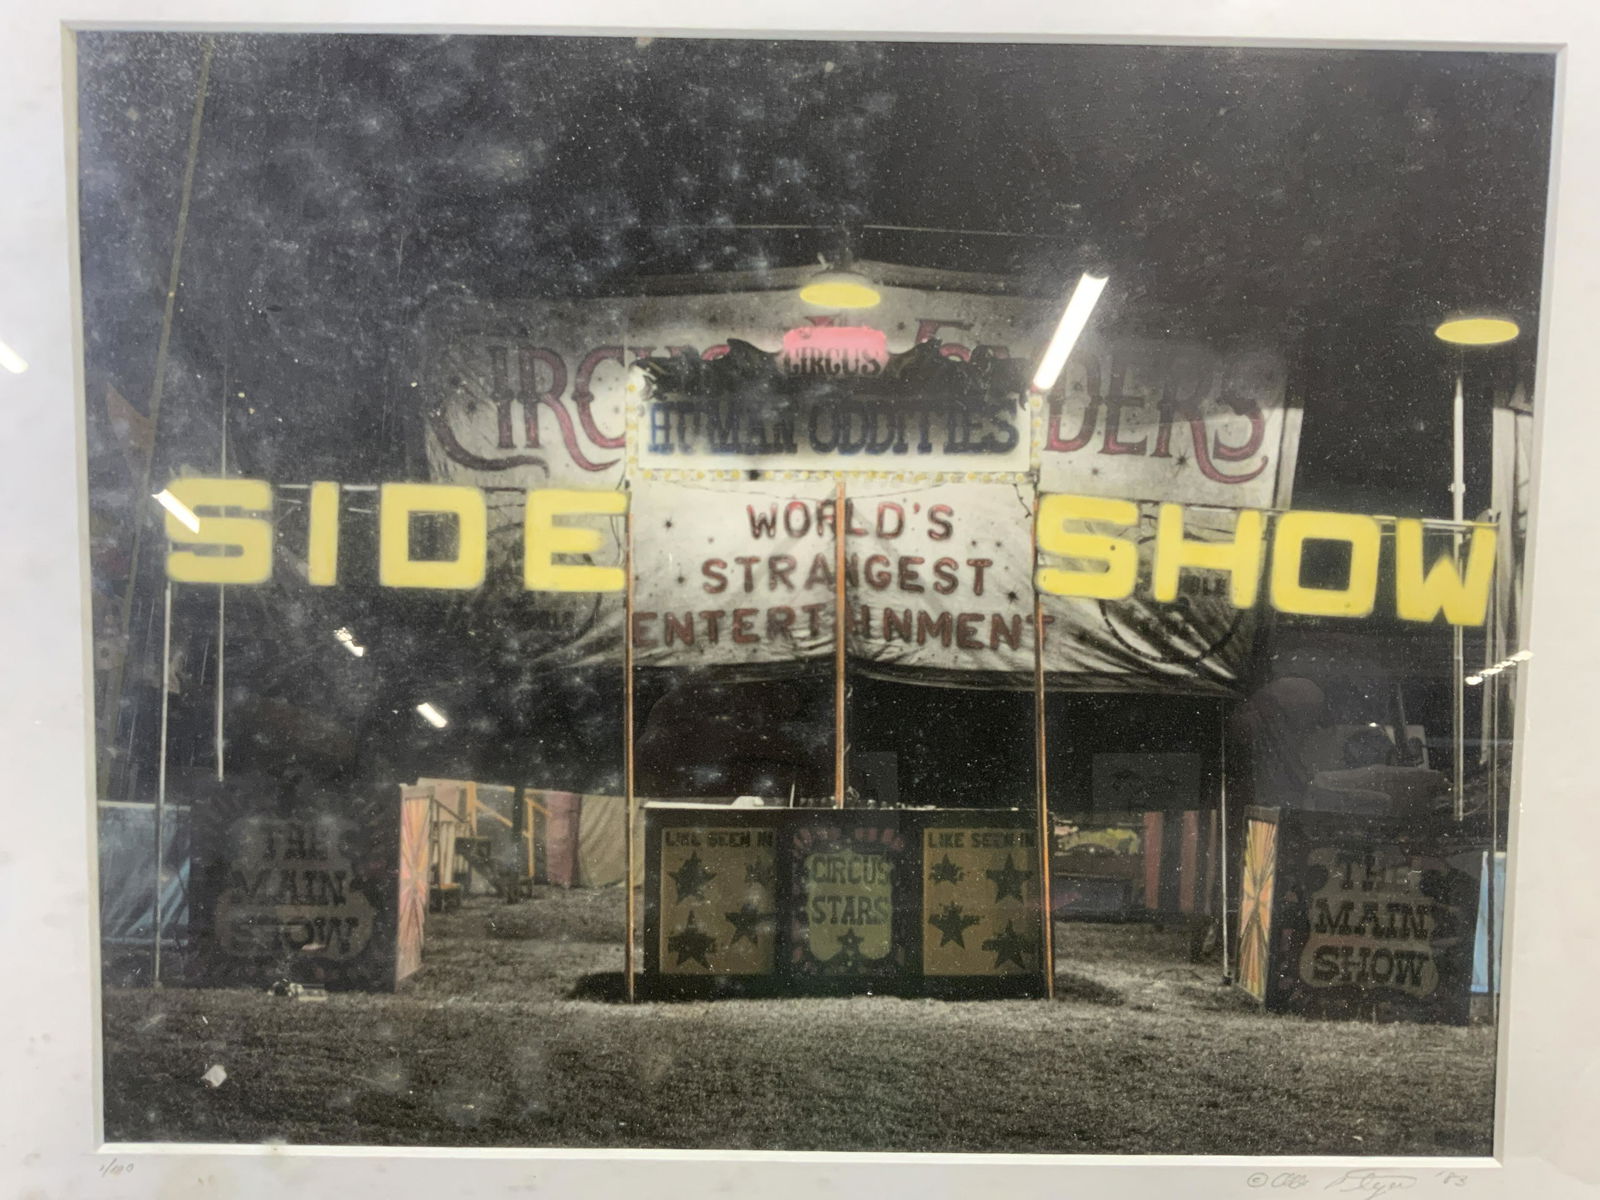 CIRCUS
HUMAN ODDITIES
SIDE SHOW
WORLD'S
STRANGEST
ENTERTAINMENT
THE
MAIN
SHOW
LIKE SEEN IN
CIRCUS
STARS
LIKE SEEN IN
THE
MAIN
SHOW
©
'83